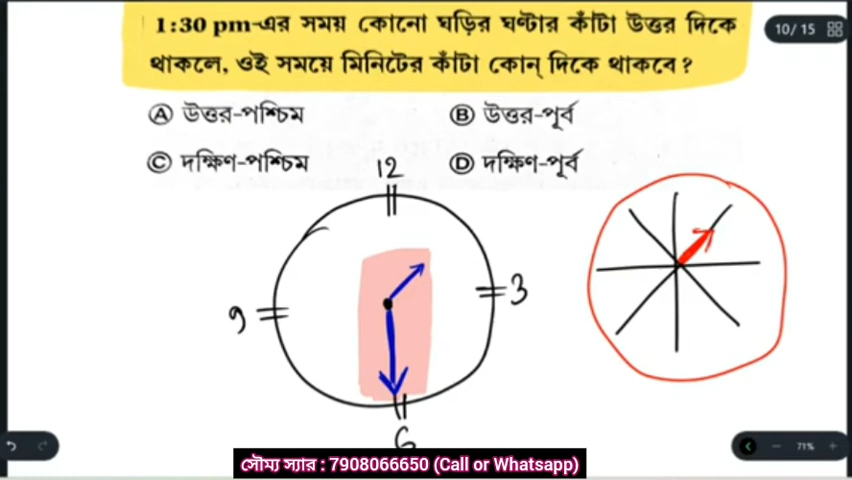 1:30 pm-এর সময় কোনো ঘড়ির ঘণ্টার কাঁটা উত্তর দিকে
10/15
থাকলে, ওই সময়ে মিনিটের কাঁটা কোন্ দিকে থাকবে?
Ⓐ উত্তর-পশ্চিম
Ⓑ উত্তর-পূর্ব
Ⓒ দক্ষিণ-পশ্চিম
Ⓓ দক্ষিণ-পূর্ব
12
9
3
6
71%
সৌম্য স্যার : 7908066650 (Call or Whatsapp)